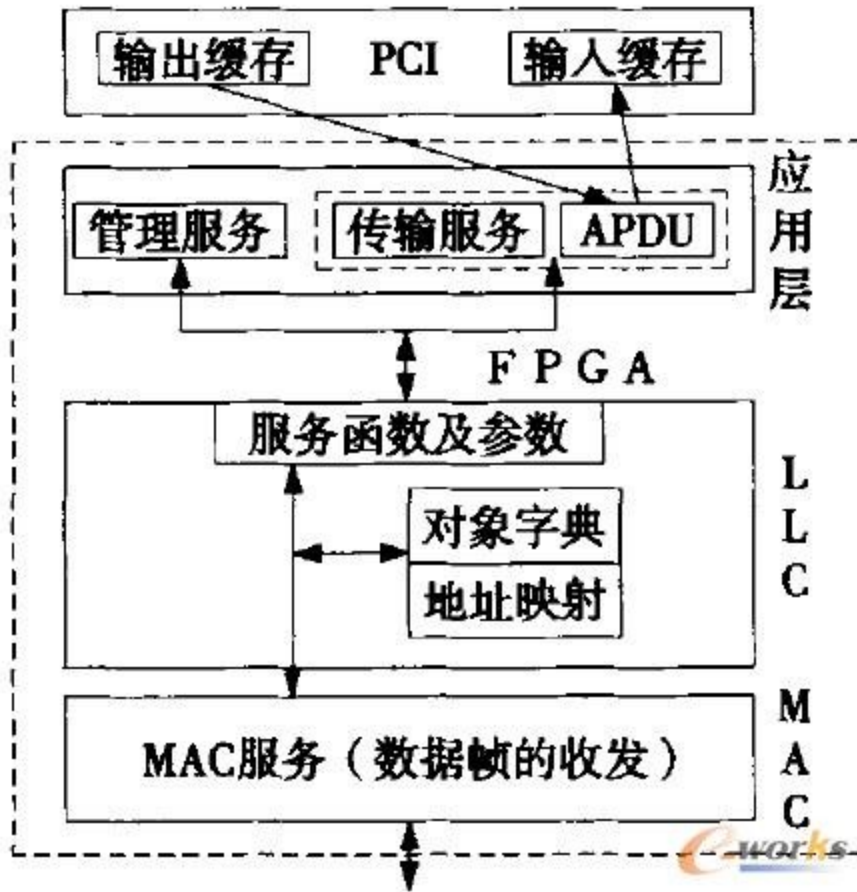 输出缓存 PCI 输入缓存
管理服务 传输服务 APDU
应用层
FPGA
服务函数及参数
对象字典
地址映射
LLC
MAC服务（数据帧的收发）
MAC
e-works